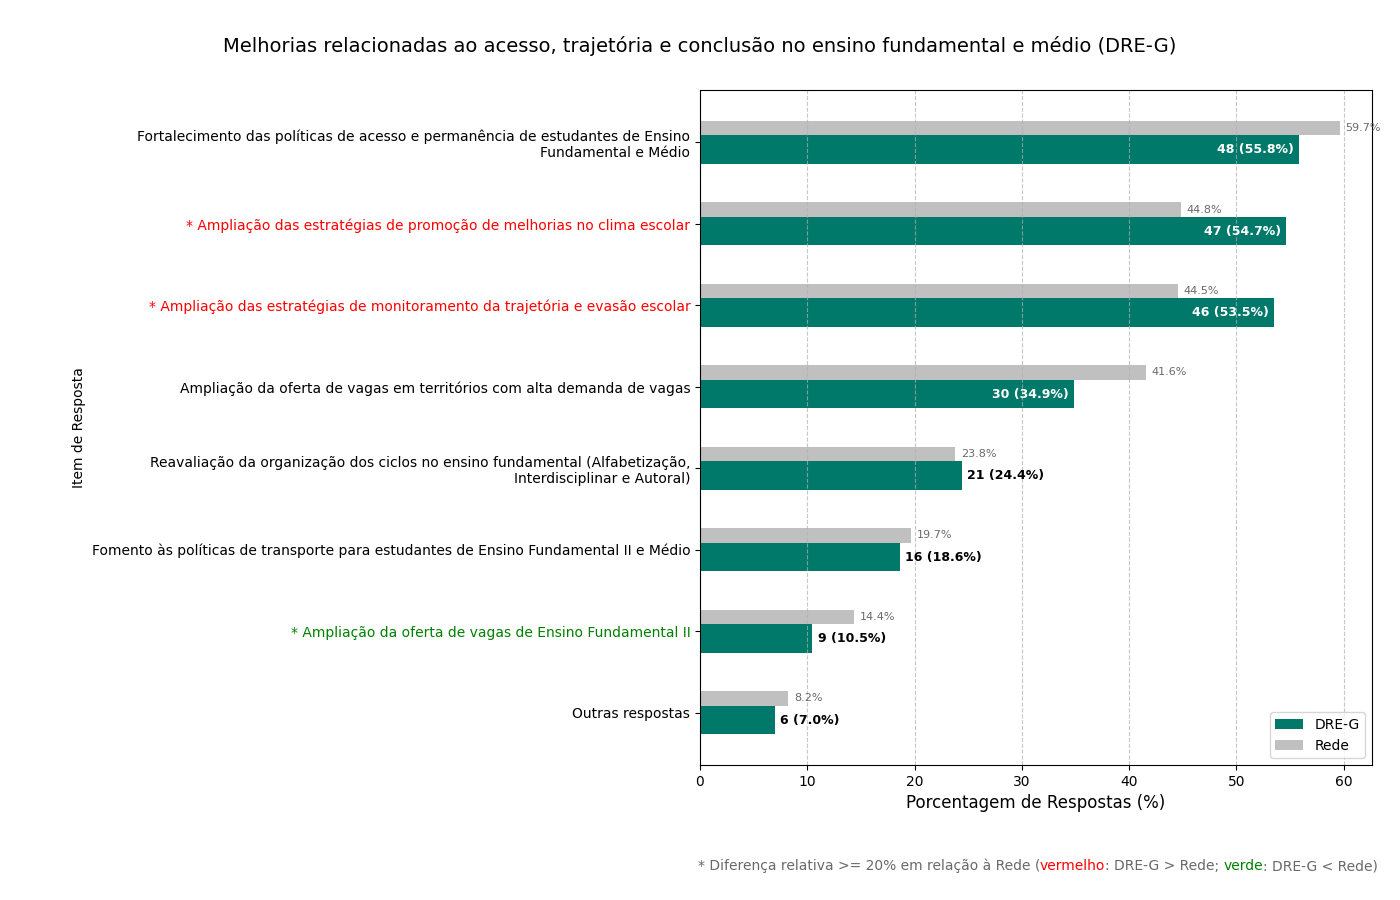 Melhorias relacionadas ao acesso, trajetória e conclusão no ensino fundamental e médio (DRE-G)
Item de Resposta
Fortalecimento das políticas de acesso e permanência de estudantes de Ensino
Fundamental e Médio
59.7%
48 (55.8%)
* Ampliação das estratégias de promoção de melhorias no clima escolar
44.8%
47 (54.7%)
* Ampliação das estratégias de monitoramento da trajetória e evasão escolar
44.5%
46 (53.5%)
Ampliação da oferta de vagas em territórios com alta demanda de vagas
41.6%
30 (34.9%)
Reavaliação da organização dos ciclos no ensino fundamental (Alfabetização,
Interdisciplinar e Autoral)
23.8%
21 (24.4%)
Fomento às políticas de transporte para estudantes de Ensino Fundamental II e Médio
19.7%
16 (18.6%)
* Ampliação da oferta de vagas de Ensino Fundamental II
14.4%
9 (10.5%)
Outras respostas
8.2%
6 (7.0%)
DRE-G
Rede
0 10 20 30 40 50 60
Porcentagem de Respostas (%)
* Diferença relativa >= 20% em relação à Rede (vermelho: DRE-G > Rede; verde: DRE-G < Rede)